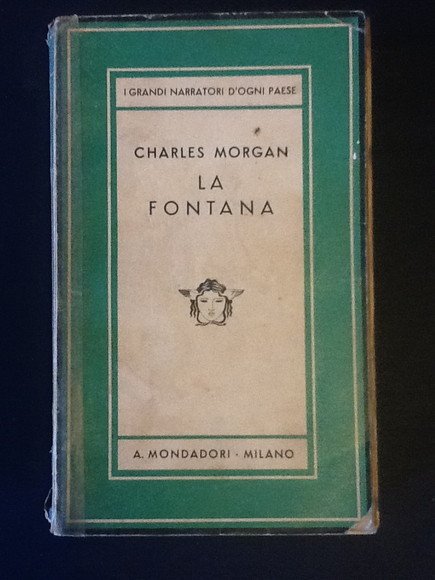 I GRANDI NARRATORI D'OGNI PAESE
CHARLES MORGAN
LA
FONTANA
A. MONDADORI · MILANO